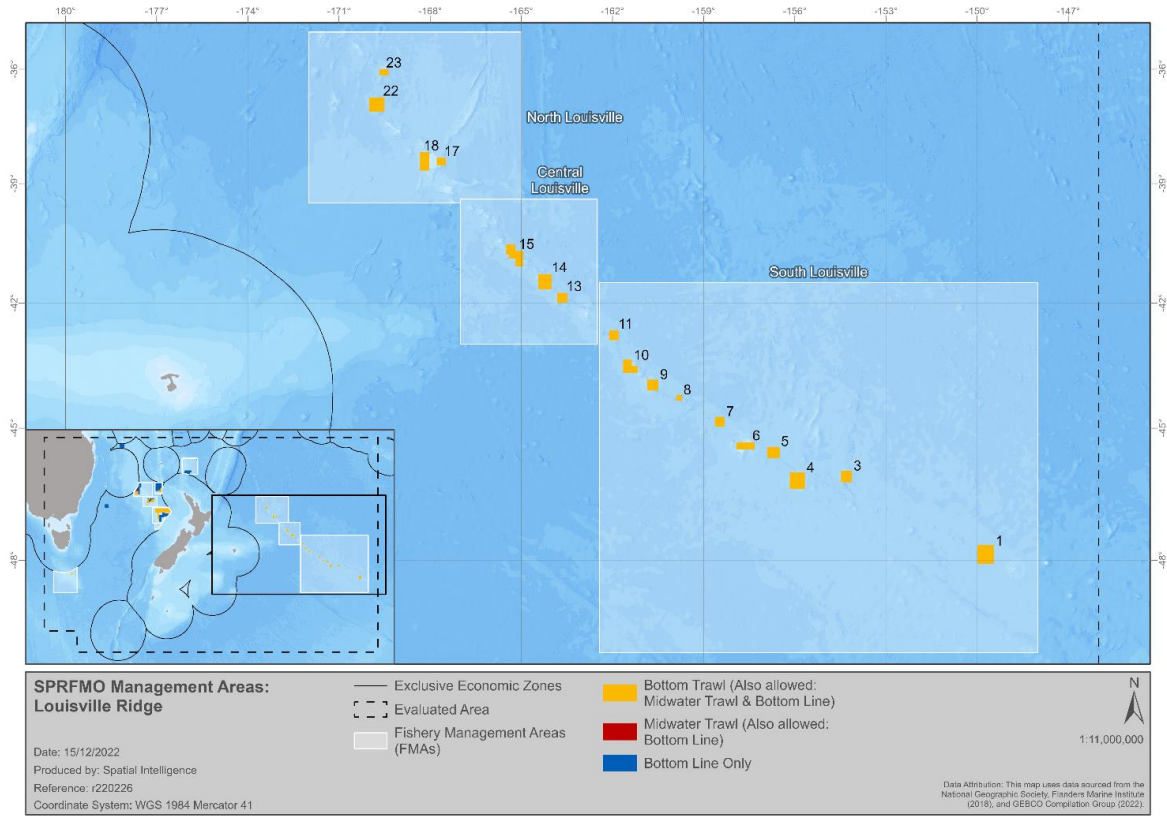 180° -177° -174° -171° -168° -165° -162° -159° -156° -153° -150° -147°
-36° -36°
23
22
North Louisville
18 17
Central
Louisville
-39° -39°
15
14
13
South Louisville
-42° -42°
11
10
9
8
7
-45° -45°
6
5
4
3
1
-48° -48°
SPRFMO Management Areas:
Louisville Ridge
Date: 15/12/2022
Produced by: Spatial Intelligence
Reference: r220226
Coordinate System: WGS 1984 Mercator 41
Exclusive Economic Zones
Evaluated Area
Fishery Management Areas
(FMAs)
Bottom Trawl (Also allowed:
Midwater Trawl & Bottom Line)
Midwater Trawl (Also allowed:
Bottom Line)
Bottom Line Only
N
1:11,000,000
Data Attribution: This map uses data sourced from the
National Geographic Society, Flanders Marine Institute
(2018), and GEBCO Compilation Group (2022).